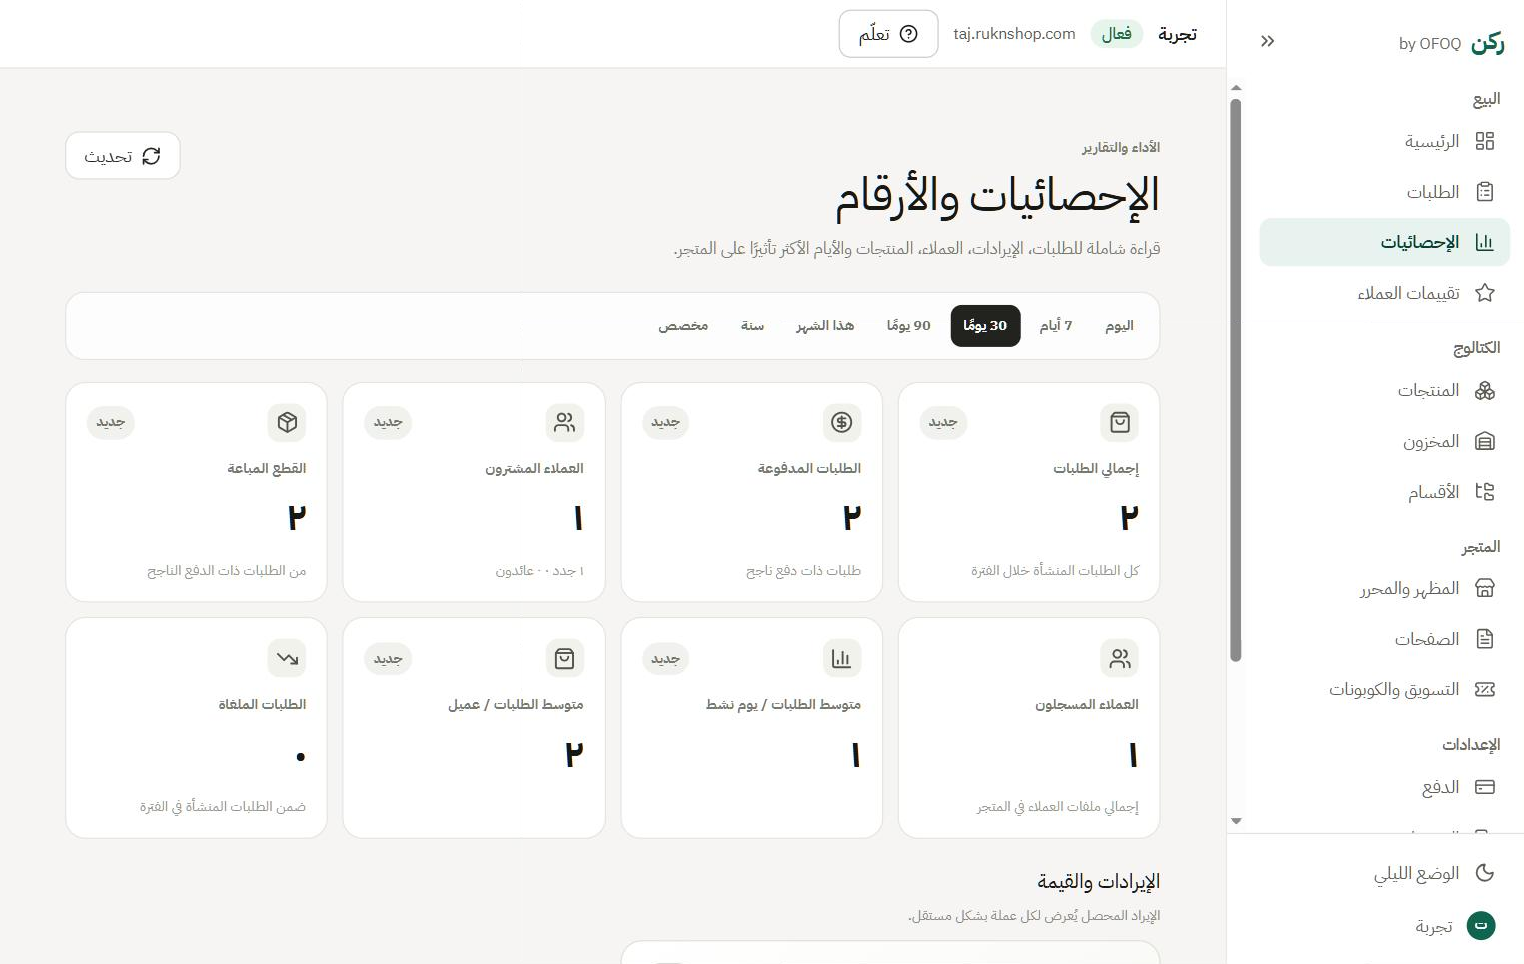 ركن by OFOQ
البيع
الرئيسية
الطلبات
الإحصائيات
تقييمات العملاء
الكتالوج
المنتجات
المخزون
الأقسام
المتجر
المظهر والمحرر
الصفحات
التسويق والكوبونات
الإعدادات
الدفع
الوضع الليلي
ت تجربة
تجربة فعال taj.ruknshop.com تعلّم
الأداء والتقارير
تحديث
الإحصائيات والأرقام
قراءة شاملة للطلبات، الإيرادات، العملاء، المنتجات والأيام الأكثر تأثيرًا على المتجر.
اليوم 7 أيام 30 يومًا 90 يومًا هذا الشهر سنة مخصص
جديد
إجمالي الطلبات
٢
كل الطلبات المنشأة خلال الفترة
جديد
الطلبات المدفوعة
٢
طلبات ذات دفع ناجح
جديد
العملاء المشترون
١
١ جدد · ٠ عائدون
جديد
القطع المباعة
٢
من الطلبات ذات الدفع الناجح
العملاء المسجلون
١
إجمالي ملفات العملاء في المتجر
جديد
متوسط الطلبات / يوم نشط
١
جديد
متوسط الطلبات / عميل
٢
الطلبات الملغاة
٠
ضمن الطلبات المنشأة في الفترة
الإيرادات والقيمة
الإيراد المحصل يُعرض لكل عملة بشكل مستقل.